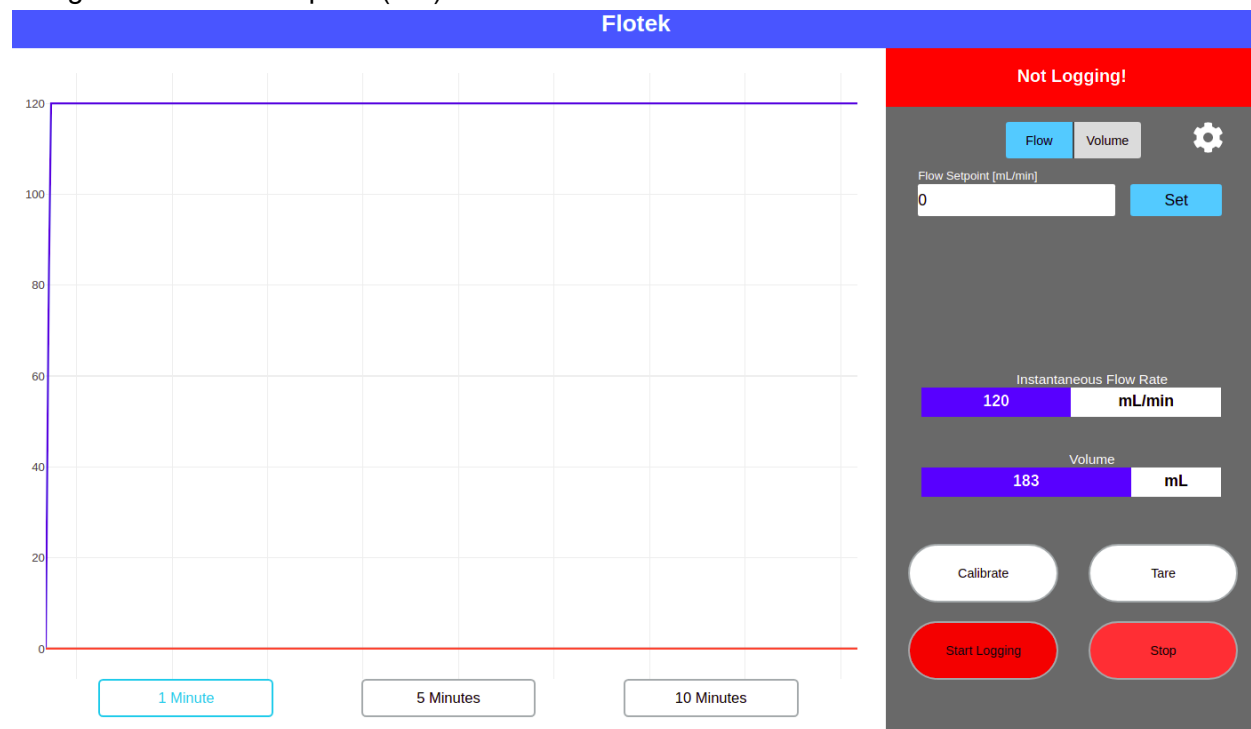 Flotek
120
100
80
60
40
20
0
1 Minute
5 Minutes
10 Minutes
Not Logging!
Flow
Volume
Flow Setpoint [mL/min]
0
Set
Instantaneous Flow Rate
120 mL/min
Volume
183 mL
Calibrate
Tare
Start Logging
Stop